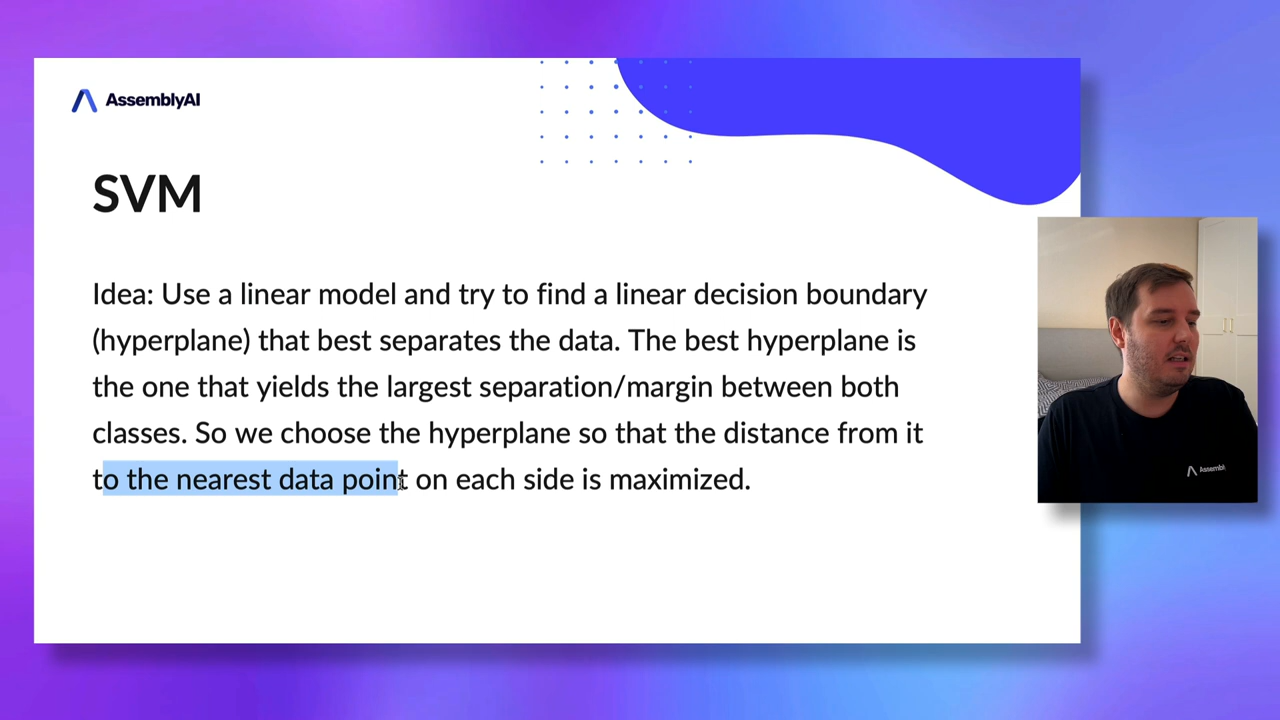 AssemblyAI
SVM
Idea: Use a linear model and try to find a linear decision boundary
(hyperplane) that best separates the data. The best hyperplane is
the one that yields the largest separation/margin between both
classes. So we choose the hyperplane so that the distance from it
to the nearest data point on each side is maximized.